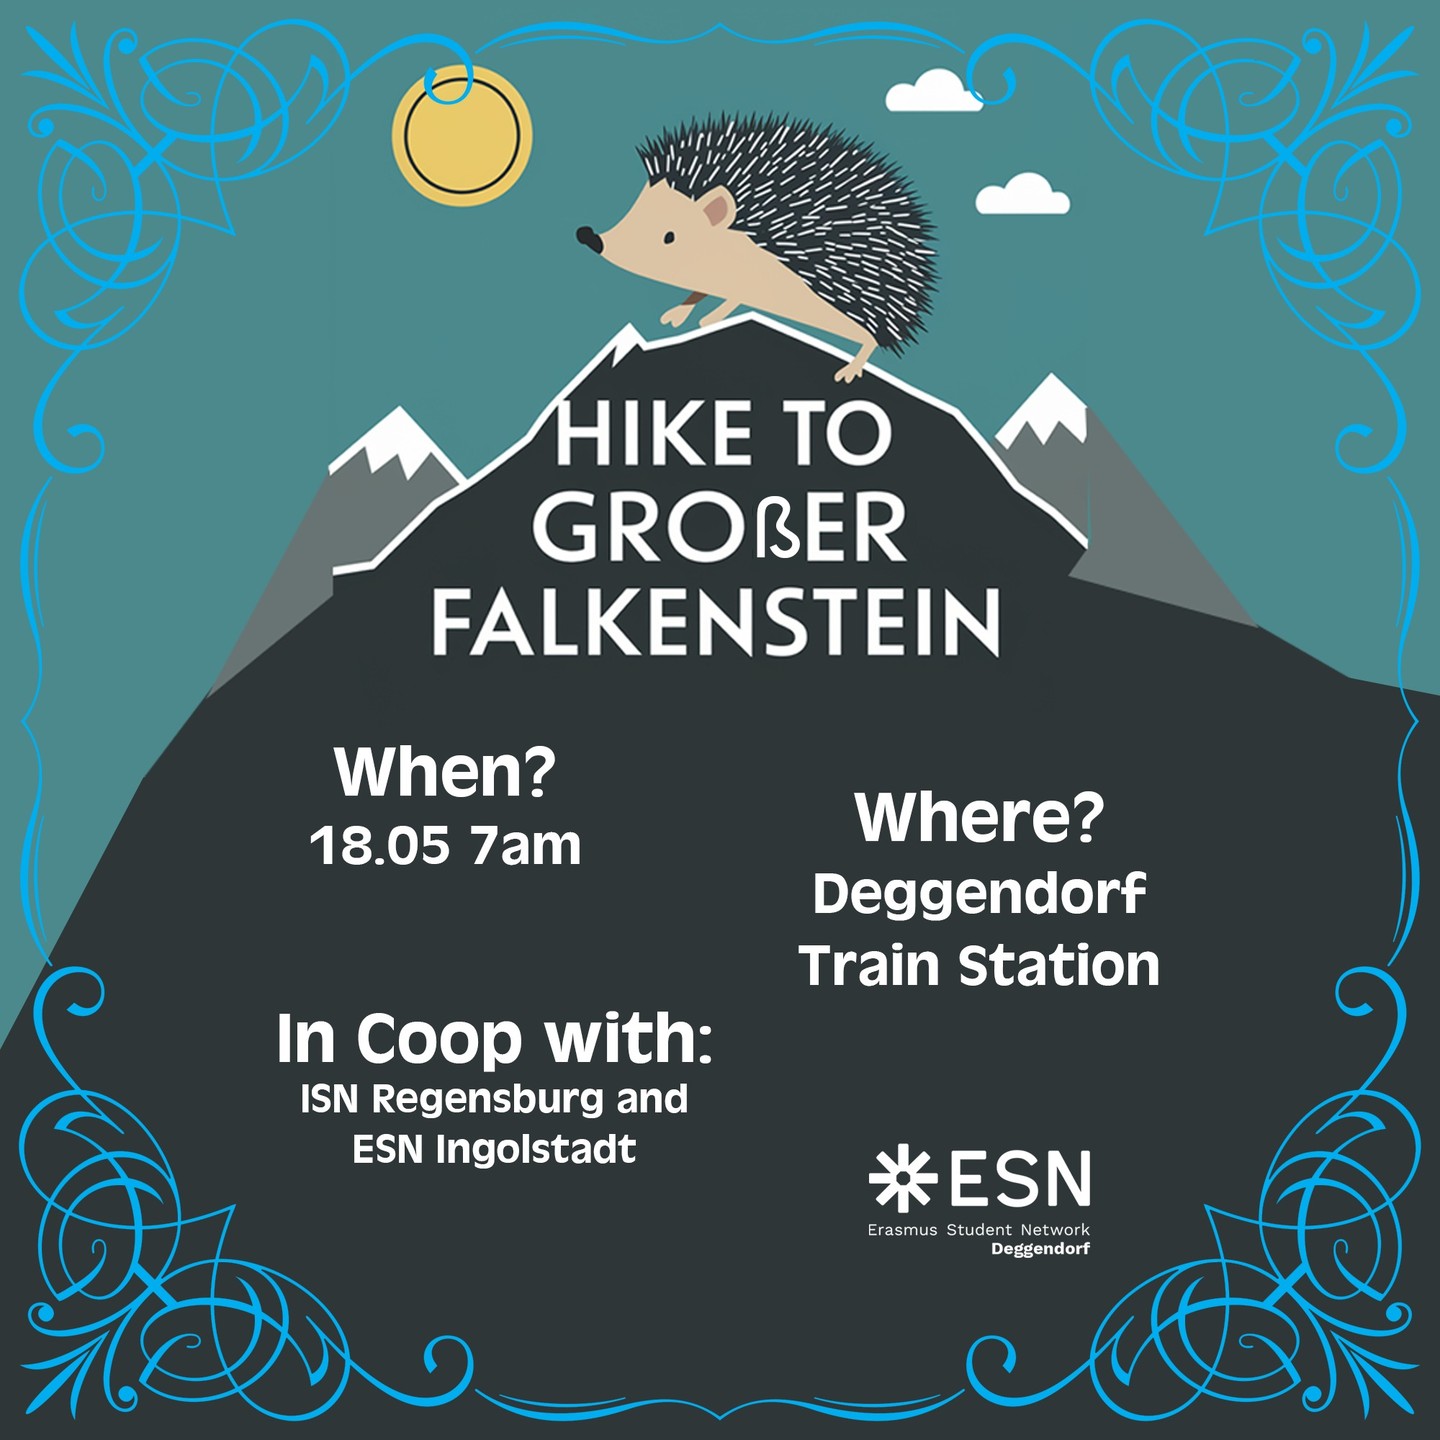 HIKE TO
GROßER
FALKENSTEIN
When?
18.05 7am
Where?
Deggendorf
Train Station
In Coop with:
ISN Regensburg and
ESN Ingolstadt
ESN
Erasmus Student Network
Deggendorf